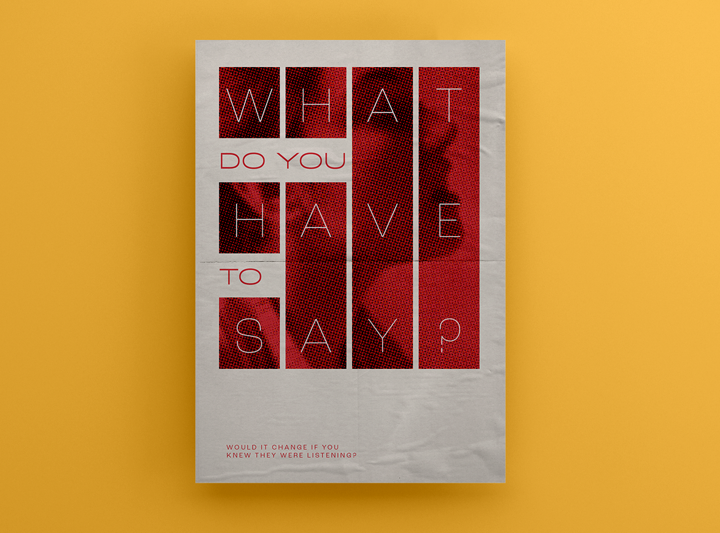 WHAT
DO YOU
HAVE
TO
SAY?
WOULD IT CHANGE IF YOU
KNEW THEY WERE LISTENING?